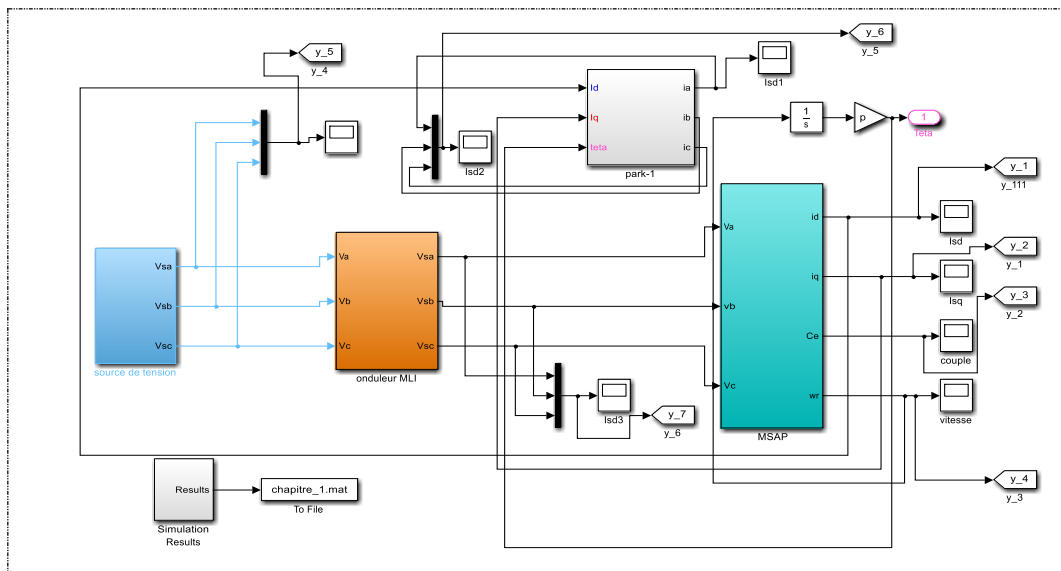 y_5
y_4
y_6
y_5
Isd1
Id
Iq
teta
ia
ib
ic
park-1
Isd2
1
s
p
1
Teta
y_1
y_111
Isd
y_2
y_1
Isq
y_3
y_2
couple
vitesse
y_4
y_3
Vsa
Vsb
Vsc
source de tension
Va
Vb
Vc
Vsa
Vsb
Vsc
onduleur MLI
Va
vb
Vc
id
iq
Ce
wr
MSAP
Isd3
y_7
y_6
Results
Simulation
Results
chapitre_1.mat
To File